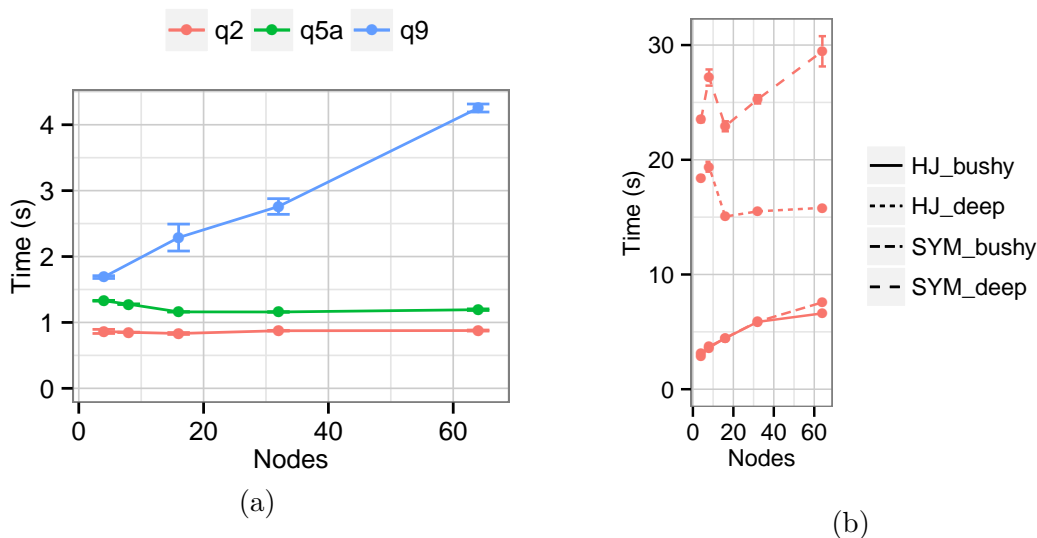 q2 q5a q9
4
3
2
1
0
Time (s)
0 20 40 60
Nodes
(a)
30
20
10
0
Time (s)
0 20 40 60
Nodes
HJ_bushy
HJ_deep
SYM_bushy
SYM_deep
(b)